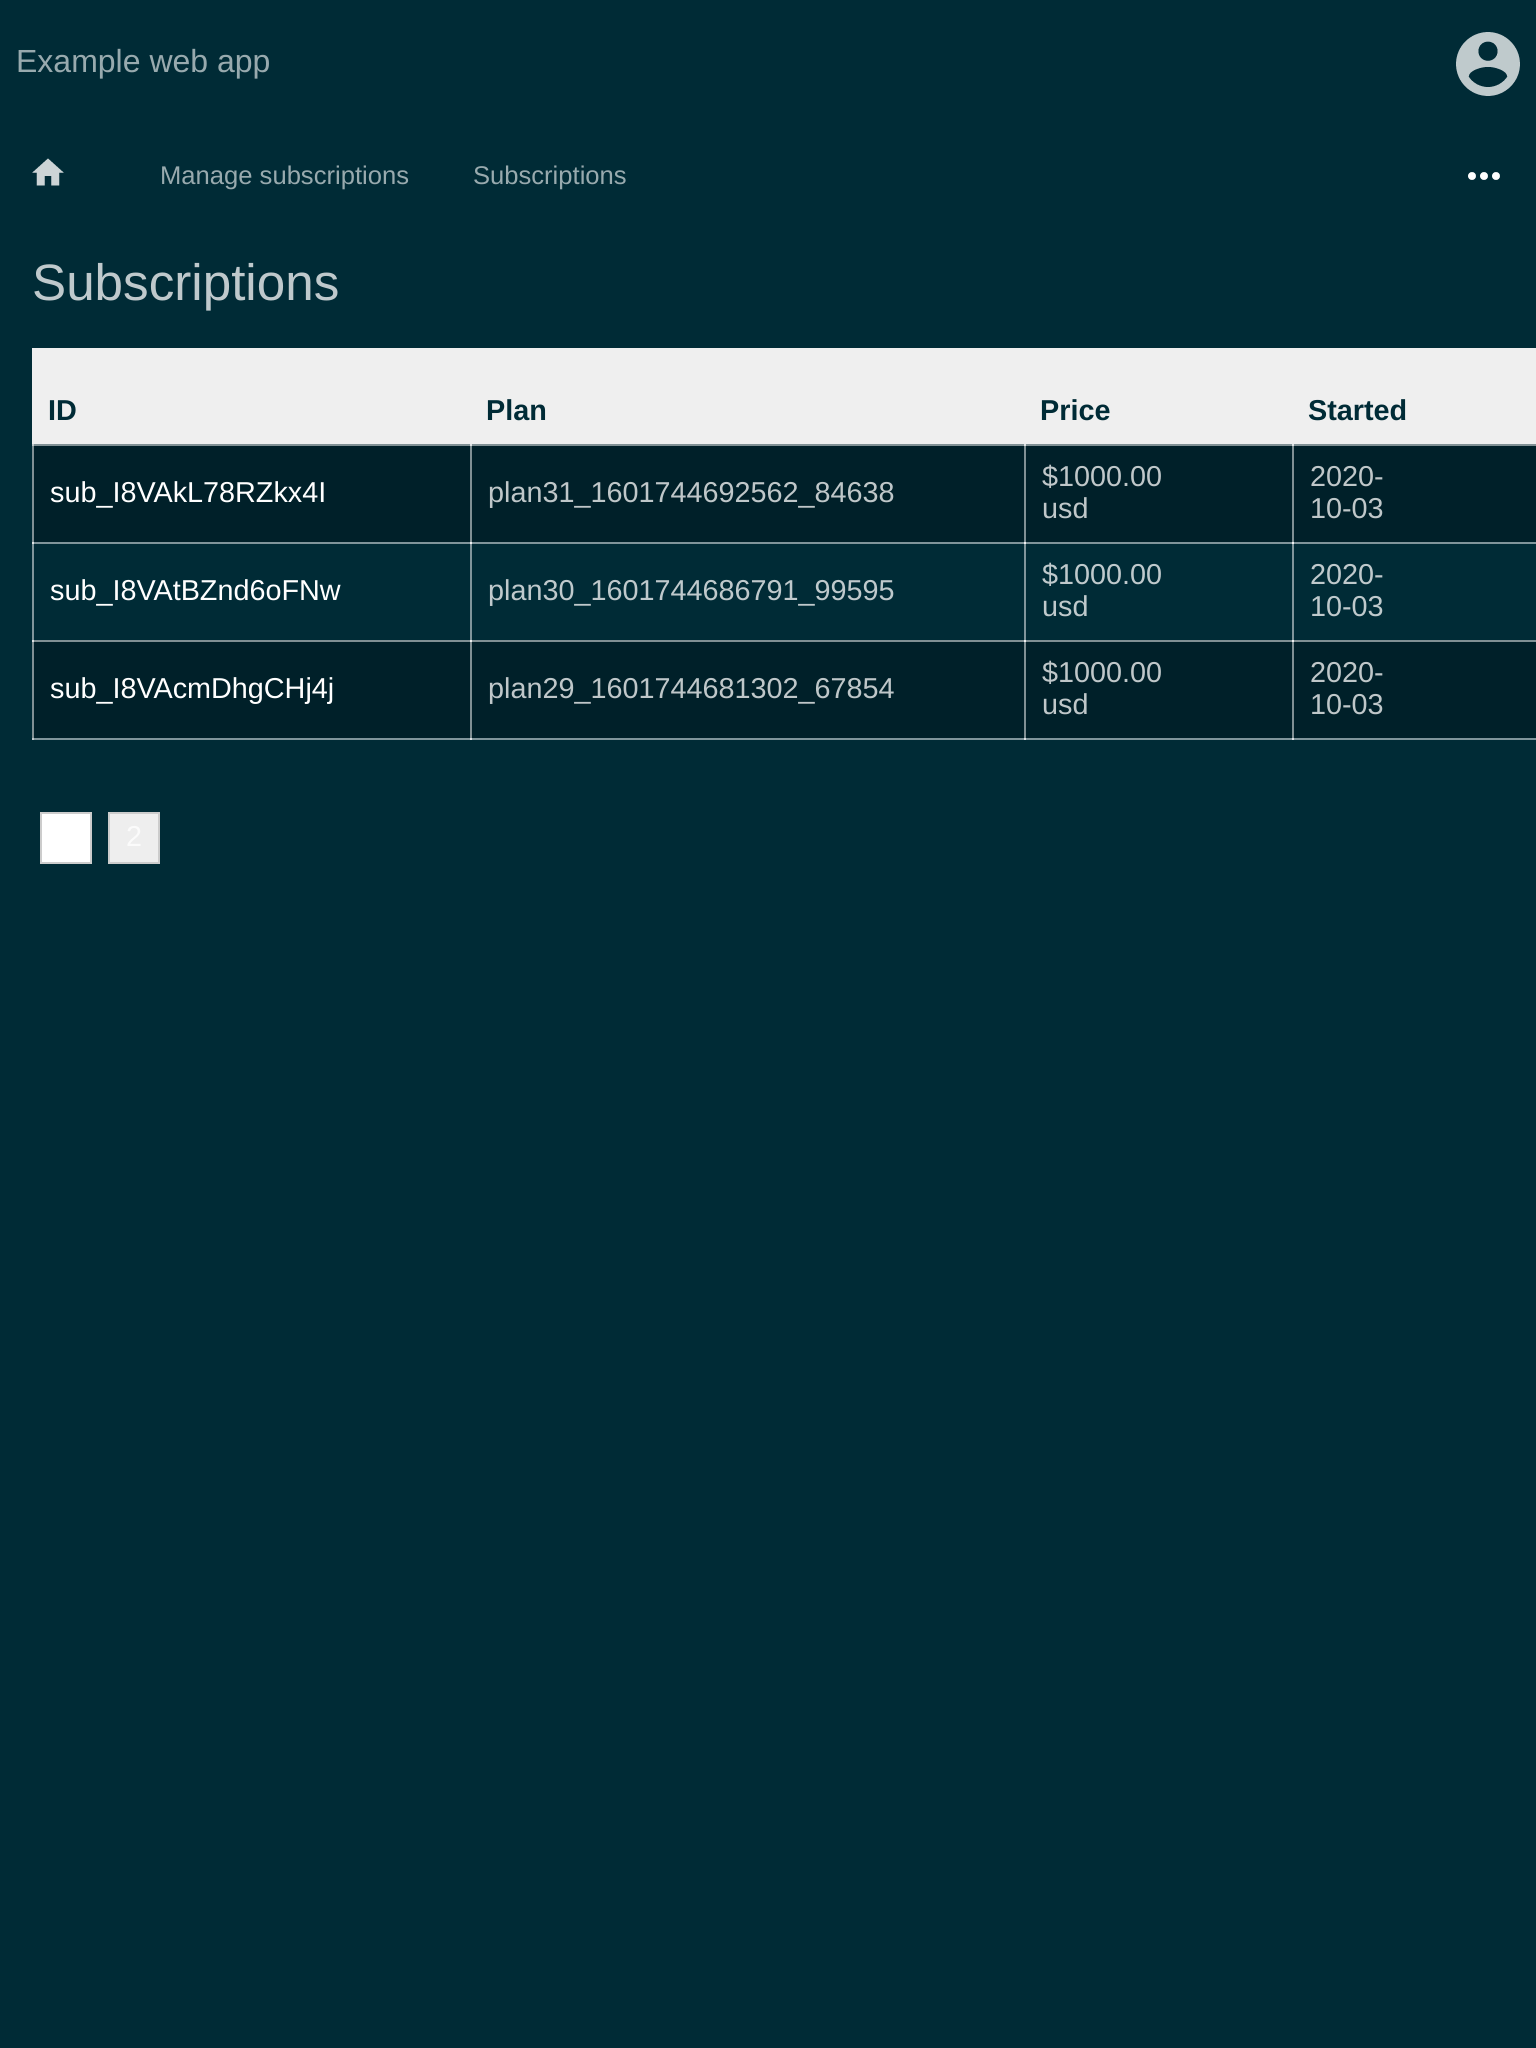 Example web app
Manage subscriptions Subscriptions
Subscriptions
ID Plan Price Started
sub_I8VAkL78RZkx4I plan31_1601744692562_84638 $1000.00 usd 2020-10-03
sub_I8VAtBZnd6oFNw plan30_1601744686791_99595 $1000.00 usd 2020-10-03
sub_I8VAcmDhgCHj4j plan29_1601744681302_67854 $1000.00 usd 2020-10-03
2